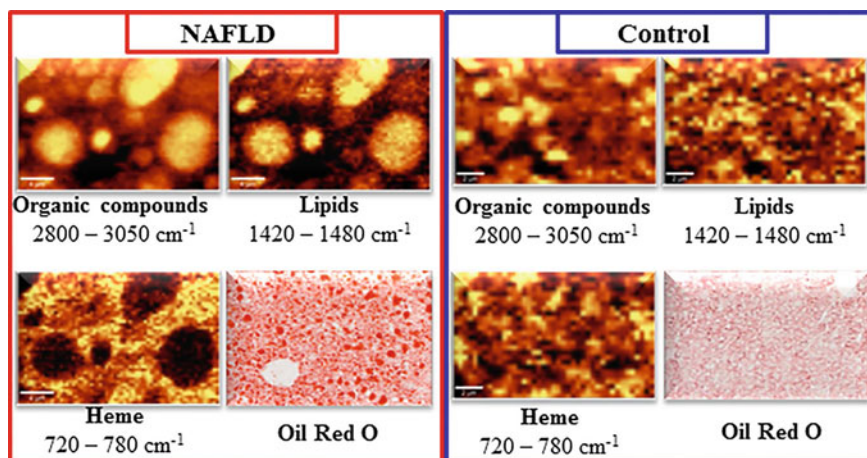 NAFLD
Control
Organic compounds
2800 – 3050 cm-1
Lipids
1420 – 1480 cm-1
Organic compounds
2800 – 3050 cm-1
Lipids
1420 – 1480 cm-1
Heme
720 – 780 cm-1
Oil Red O
Heme
720 – 780 cm-1
Oil Red O